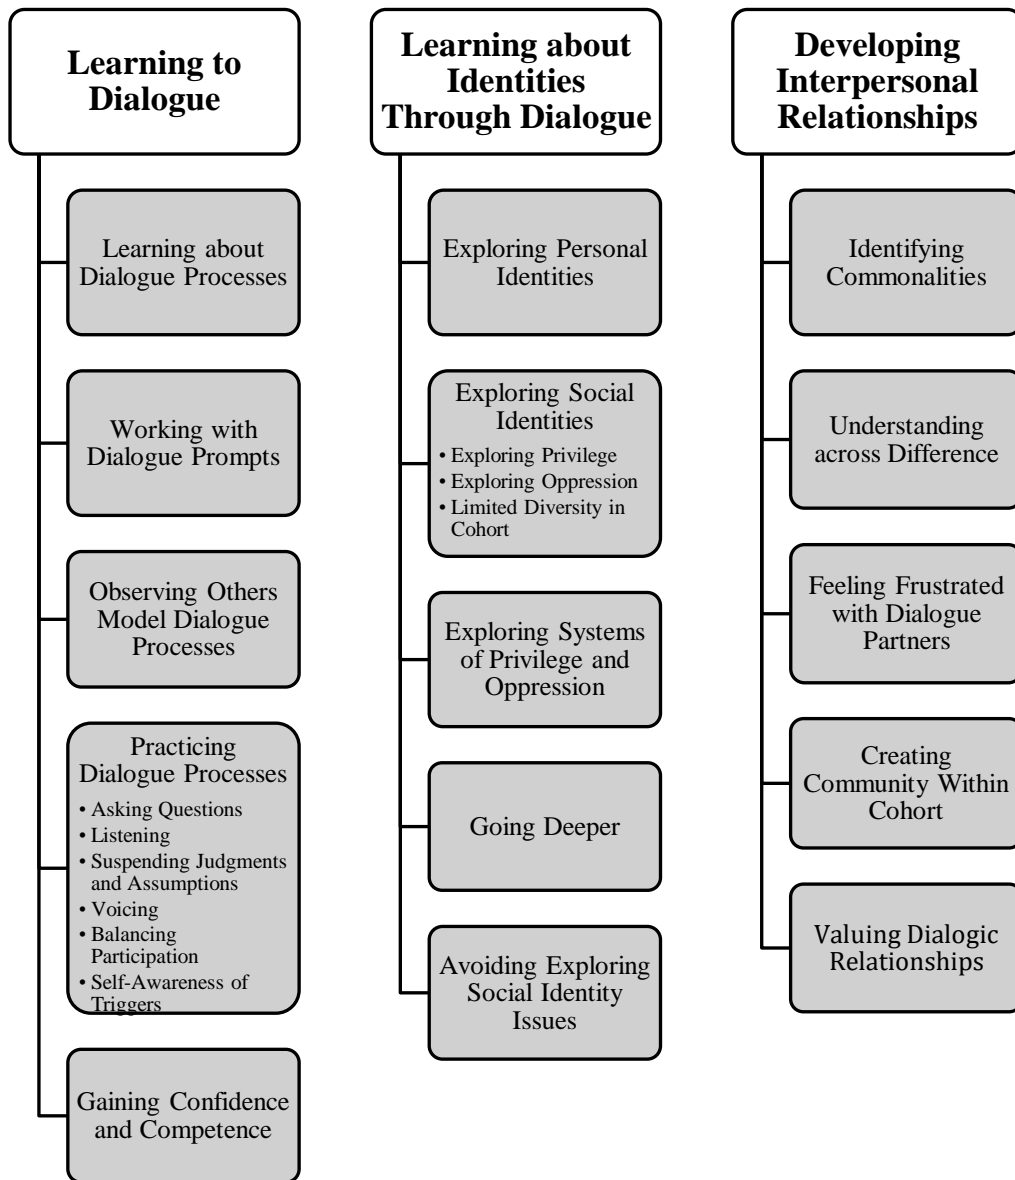 Learning to
Dialogue
Learning about
Dialogue Processes
Working with
Dialogue Prompts
Observing Others
Model Dialogue
Processes
Practicing
Dialogue Processes
• Asking Questions
• Listening
• Suspending Judgments
and Assumptions
• Voicing
• Balancing
Participation
• Self-Awareness of
Triggers
Gaining Confidence
and Competence
Learning about
Identities
Through Dialogue
Exploring Personal
Identities
Exploring Social
Identities
• Exploring Privilege
• Exploring Oppression
• Limited Diversity in
Cohort
Exploring Systems
of Privilege and
Oppression
Going Deeper
Avoiding Exploring
Social Identity
Issues
Developing
Interpersonal
Relationships
Identifying
Commonalities
Understanding
across Difference
Feeling Frustrated
with Dialogue
Partners
Creating
Community Within
Cohort
Valuing Dialogic
Relationships